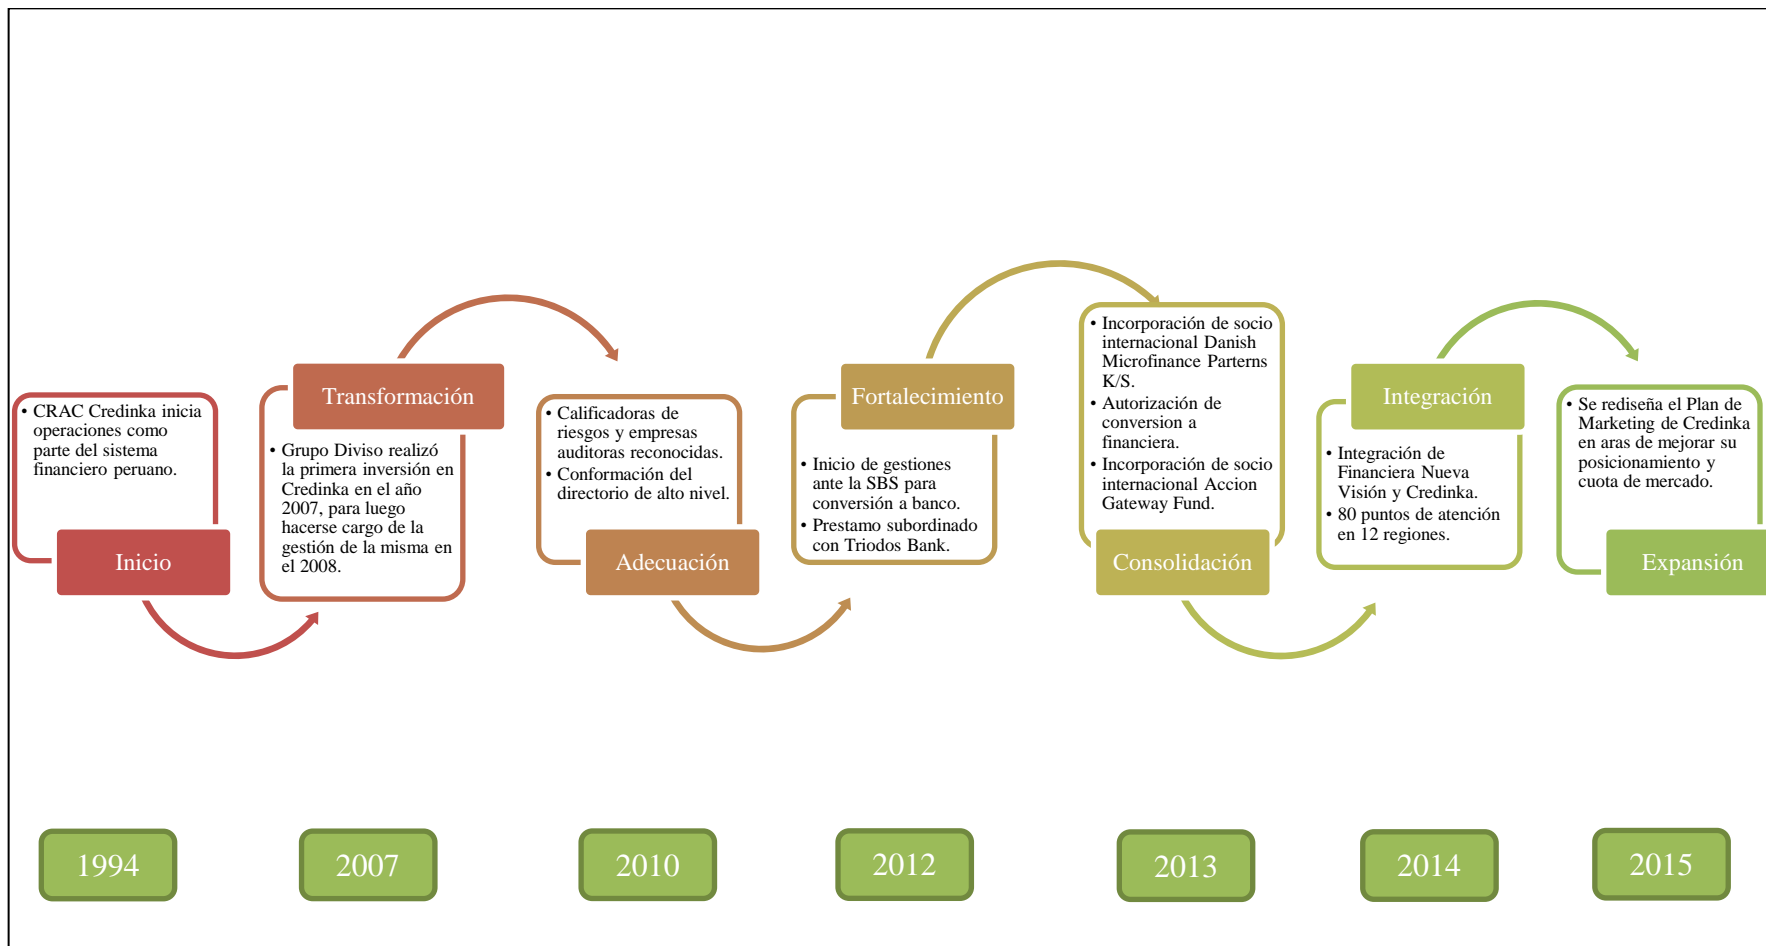 • CRAC Credinka inicia
operaciones como
parte del sistema
financiero peruano.
Inicio
Transformación
• Grupo Diviso realizó
la primera inversión en
Credinka en el año
2007, para luego
hacerse cargo de la
gestión de la misma en
el 2008.
• Calificadoras de
riesgos y empresas
auditoras reconocidas.
• Conformación del
directorio de alto nivel.
Adecuación
Fortalecimiento
• Inicio de gestiones
ante la SBS para
conversión a banco.
• Prestamo subordinado
con Triodos Bank.
• Incorporación de socio
internacional Danish
Microfinance Parterns
K/S.
• Autorización de
conversion a
financiera.
• Incorporación de socio
internacional Accion
Gateway Fund.
Consolidación
Integración
• Integración de
Financiera Nueva
Visión y Credinka.
• 80 puntos de atención
en 12 regiones.
• Se rediseña el Plan de
Marketing de Credinka
en aras de mejorar su
posicionamiento y
cuota de mercado.
Expansión
1994
2007
2010
2012
2013
2014
2015